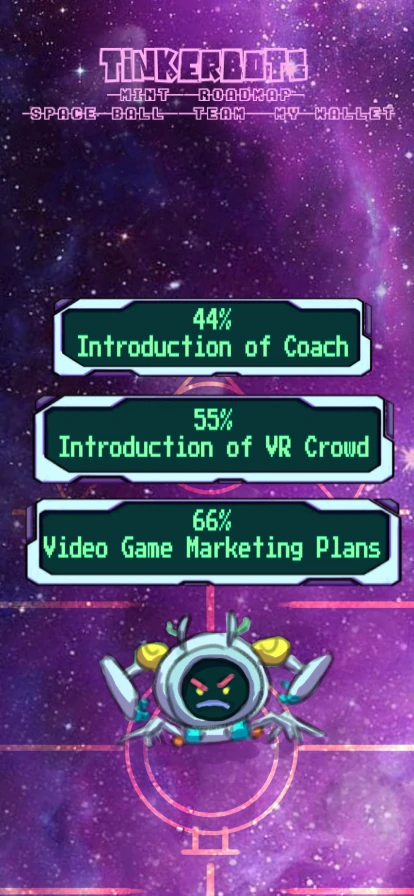 TiNKERBOTS
MINT ROADMAP
SPACE BALL TEAM MY WALLET
44%
Introduction of Coach
55%
Introduction of VR Crowd
66%
Video Game Marketing Plans